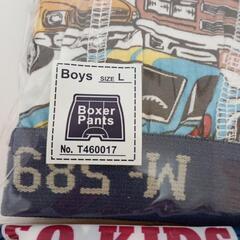 Boys SIZE L
Boxer
Pants
No. T460017
M-589
KIDS